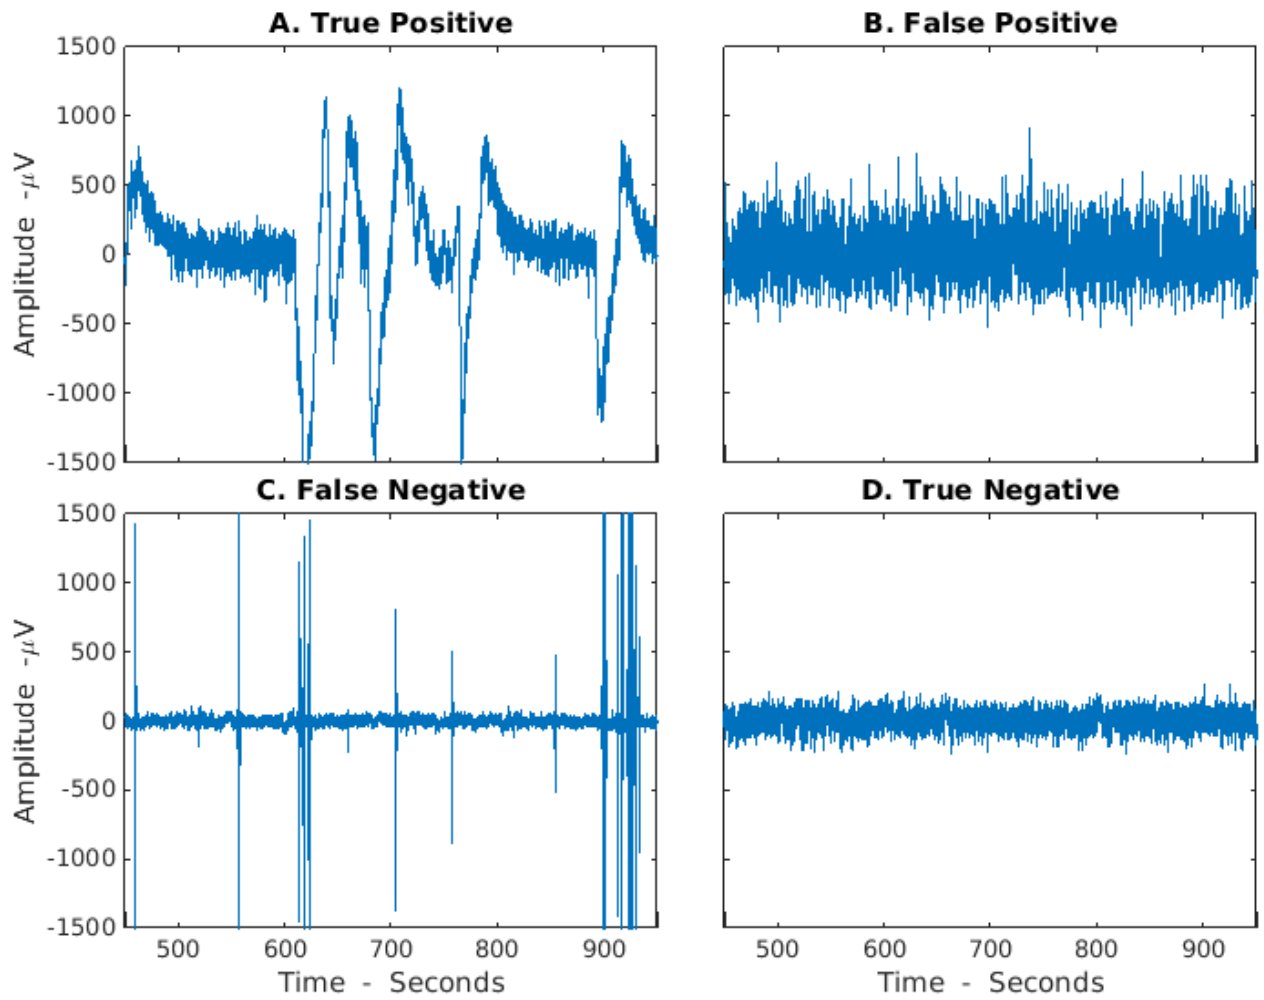 A. True Positive
B. False Positive
1500
1000
500
0
-500
-1000
-1500
Amplitude -μV
C. False Negative
D. True Negative
1500
1000
500
0
-500
-1000
-1500
Amplitude -μV
500 600 700 800 900
500 600 700 800 900
Time - Seconds
Time - Seconds